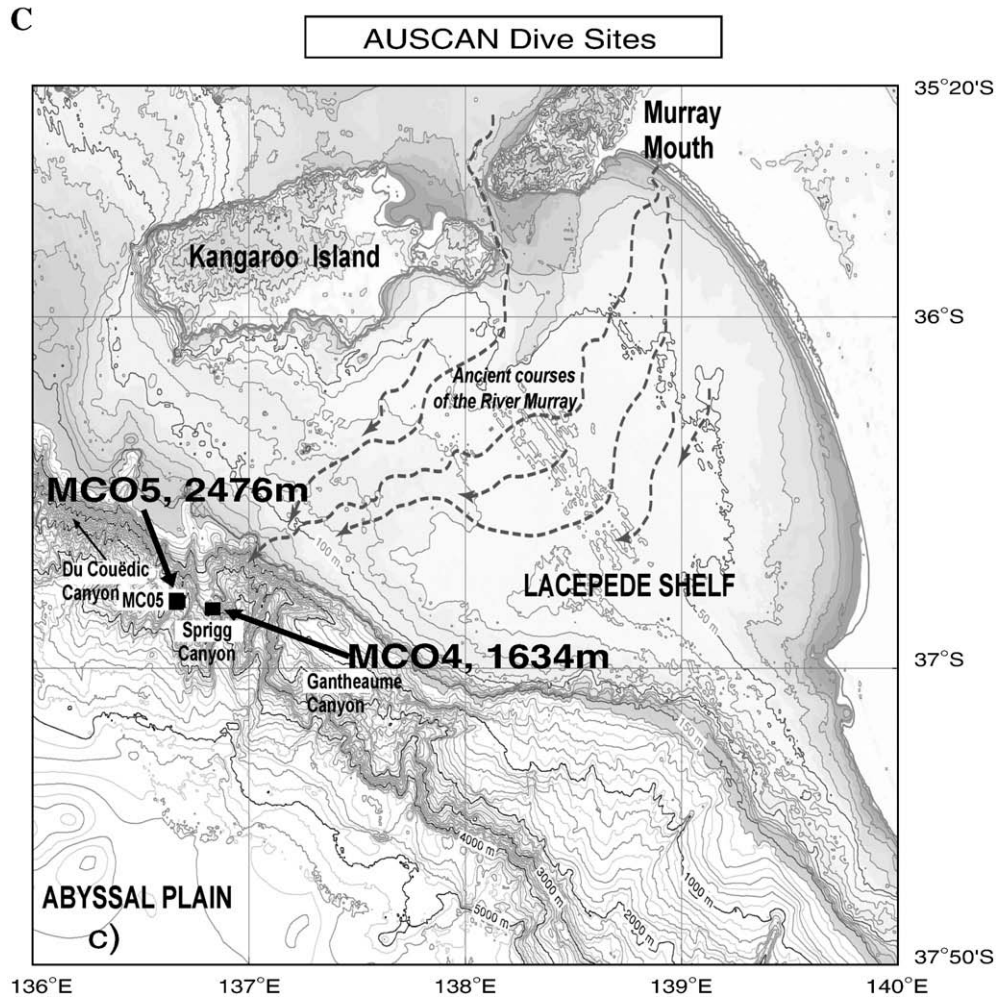 C
AUSCAN Dive Sites
35°20'S
Murray
Mouth
Kangaroo Island
36°S
Ancient courses
of the River Murray
MCO5, 2476m
100 m
Du Couëdic
Canyon
MC05
LACEPEDE SHELF
50 m
Sprigg
Canyon
MCO4, 1634m
37°S
Gantheaume
Canyon
150 m
4000 m
3000 m
1000 m
2000 m
5000 m
ABYSSAL PLAIN
c)
37°50'S
136°E
137°E
138°E
139°E
140°E